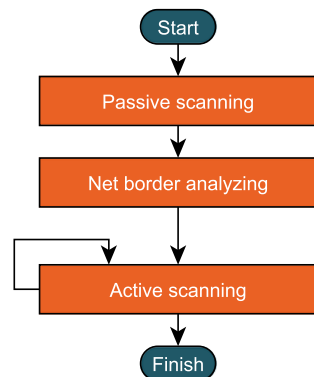 Start
Passive scanning
Net border analyzing
Active scanning
Finish